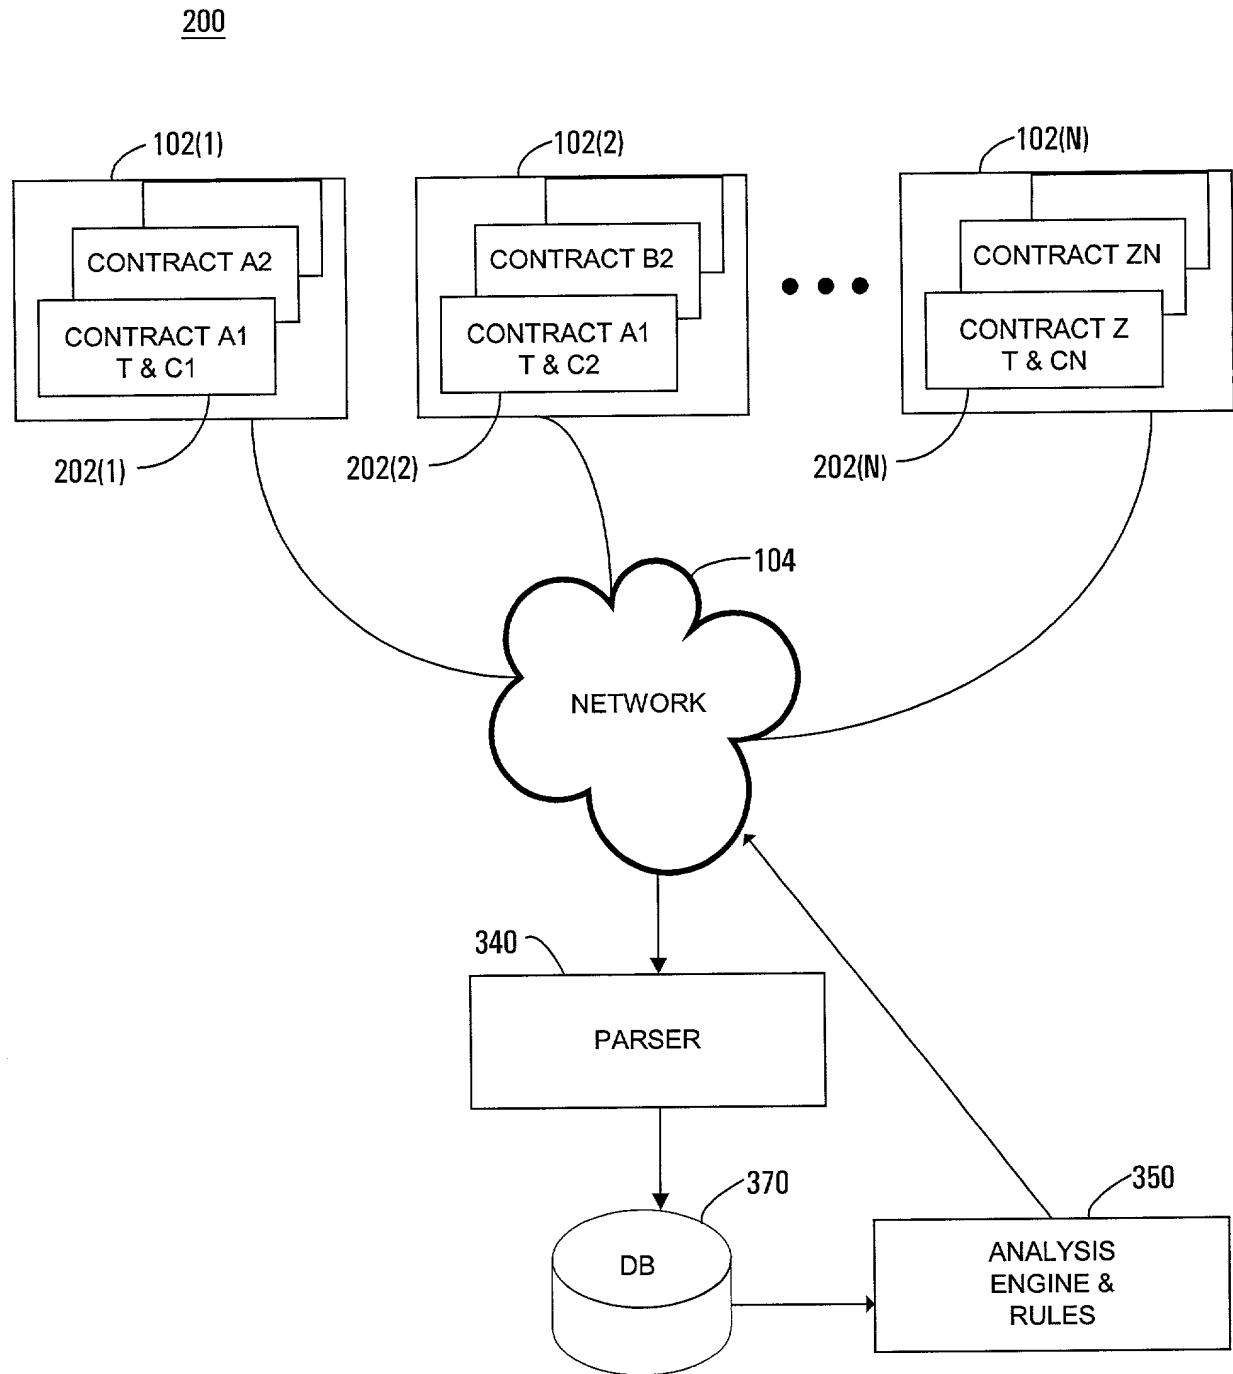 200
102(1)
102(2)
102(N)
CONTRACT A2
CONTRACT A1
T & C1
CONTRACT B2
CONTRACT A1
T & C2
CONTRACT ZN
CONTRACT Z
T & CN
202(1)
202(2)
202(N)
104
NETWORK
340
PARSER
370
DB
350
ANALYSIS
ENGINE &
RULES